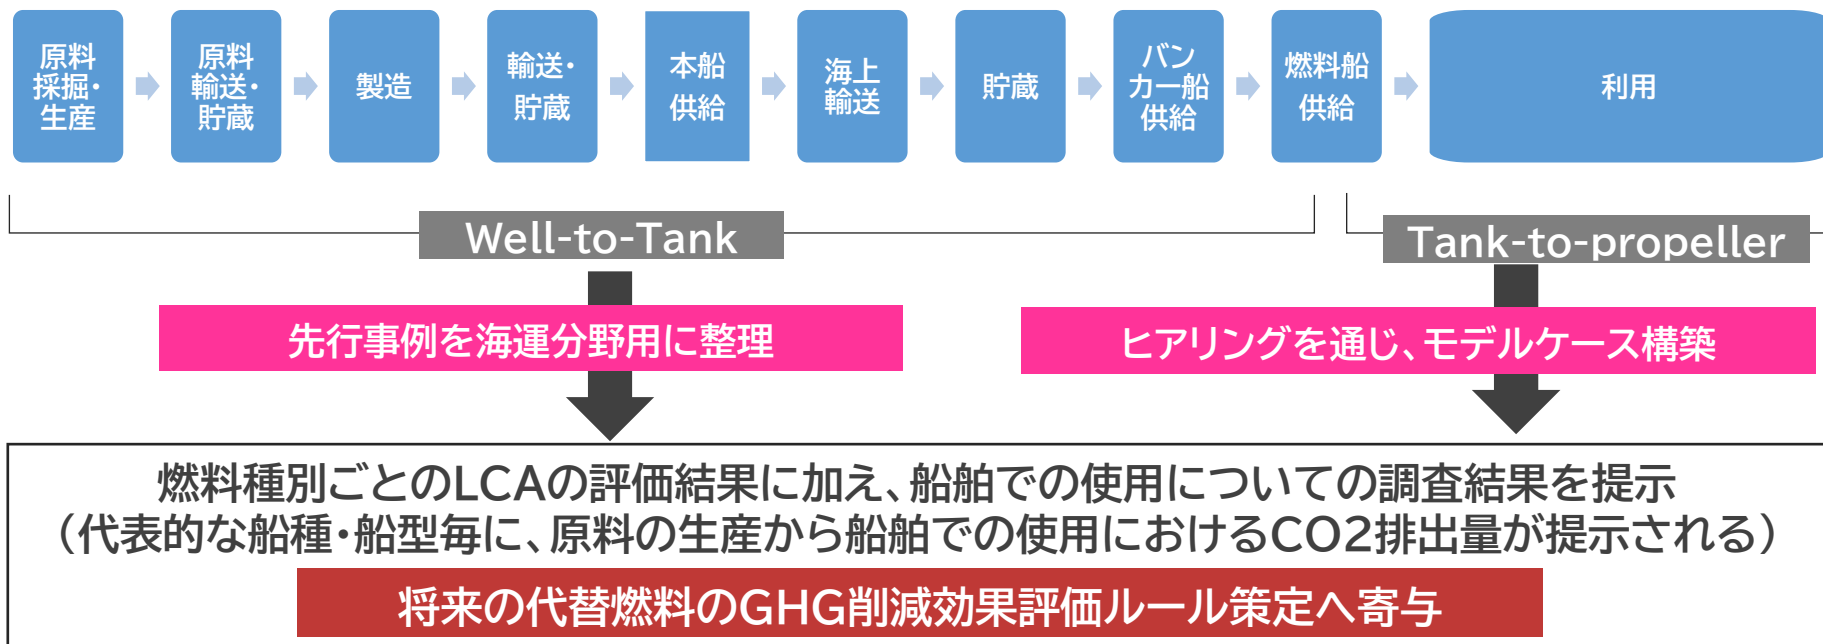 原料
採掘・
生産
原料
輸送・
貯蔵
製造
輸送・
貯蔵
本船
供給
海上
輸送
貯蔵
バン
カー船
供給
燃料船
供給
利用
Well-to-Tank
Tank-to-propeller
先行事例を海運分野用に整理
ヒアリングを通じ、モデルケース構築
燃料種別ごとのLCAの評価結果に加え、船舶での使用についての調査結果を提示
（代表的な船種・船型毎に、原料の生産から船舶での使用におけるCO2排出量が提示される）
将来の代替燃料のGHG削減効果評価ルール策定へ寄与